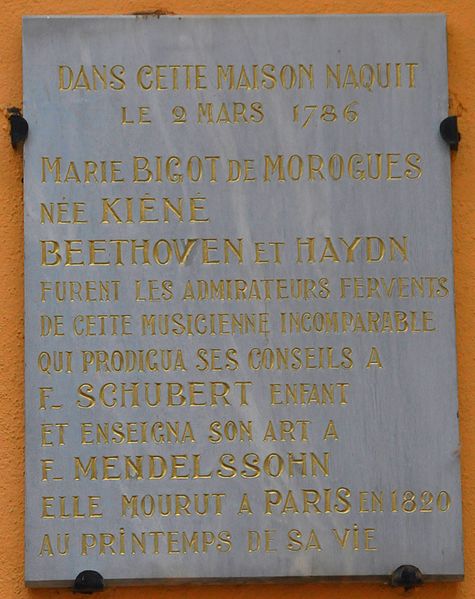 DANS CETTE MAISON NAQUIT
LE 2 MARS 1786
MARIE BIGOT DE MOROGUES
NÉE KIÉNÉ
BEETHOVEN ET HAYDN
FURENT LES ADMIRATEURS FERVENTS
DE CETTE MUSICIENNE INCOMPARABLE
QUI PRODIGUA SES CONSEILS A
F. SCHUBERT ENFANT
ET ENSEIGNA SON ART A
F. MENDELSSOHN
ELLE MOURUT A PARIS EN 1820
AU PRINTEMPS DE SA VIE